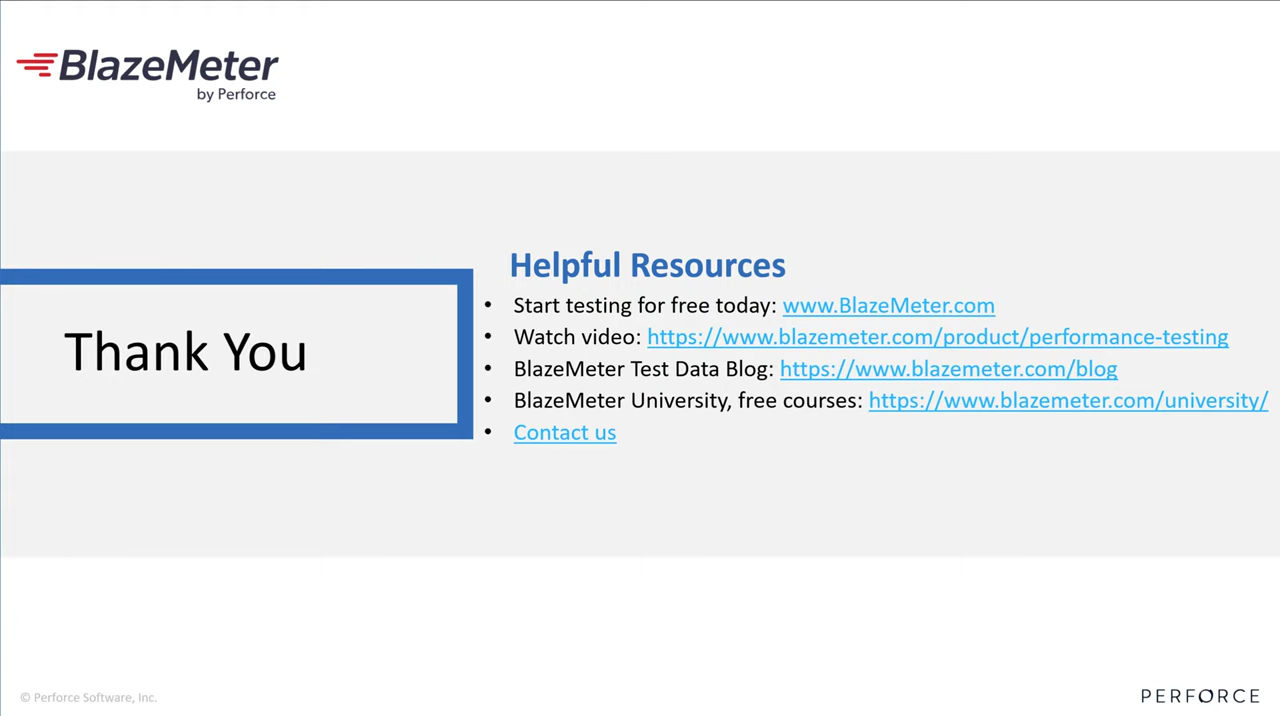 BlazeMeter
by Perforce
Thank You
Helpful Resources
• Start testing for free today: www.BlazeMeter.com
• Watch video: https://www.blazemeter.com/product/performance-testing
• BlazeMeter Test Data Blog: https://www.blazemeter.com/blog
• BlazeMeter University, free courses: https://www.blazemeter.com/university/
• Contact us
© Perforce Software, Inc.
PERFORCE